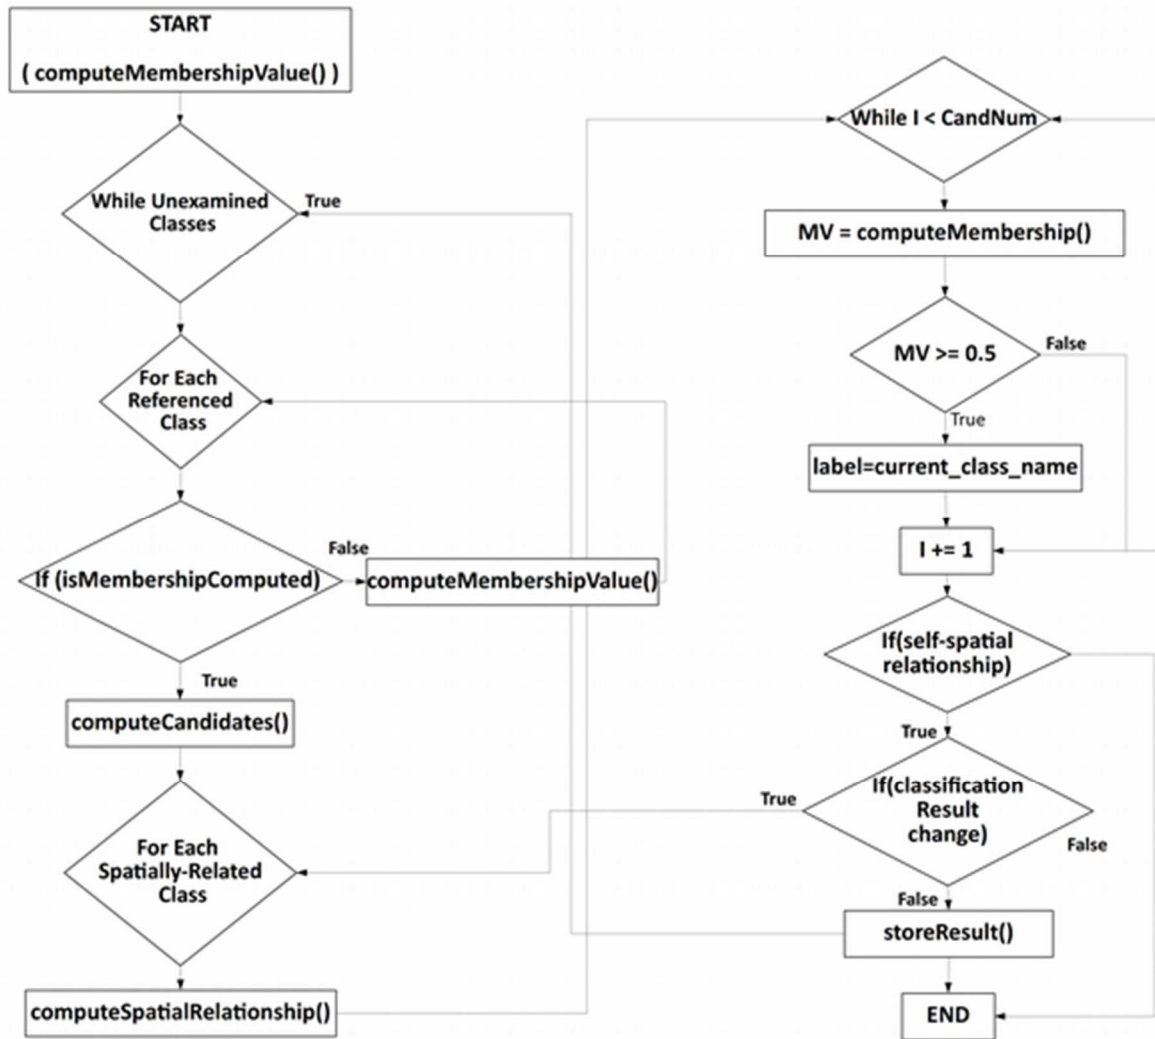 START
( computeMembershipValue() )
While Unexamined
Classes
True
For Each
Referenced
Class
If (isMembershipComputed)
False
computeMembershipValue()
True
computeCandidates()
For Each
Spatially-Related
Class
computeSpatialRelationship()
While I < CandNum
MV = computeMembership()
MV >= 0.5
False
True
label=current_class_name
I += 1
If(self-spatial
relationship)
True
If(classification
Result
change)
True
False
False
storeResult()
END